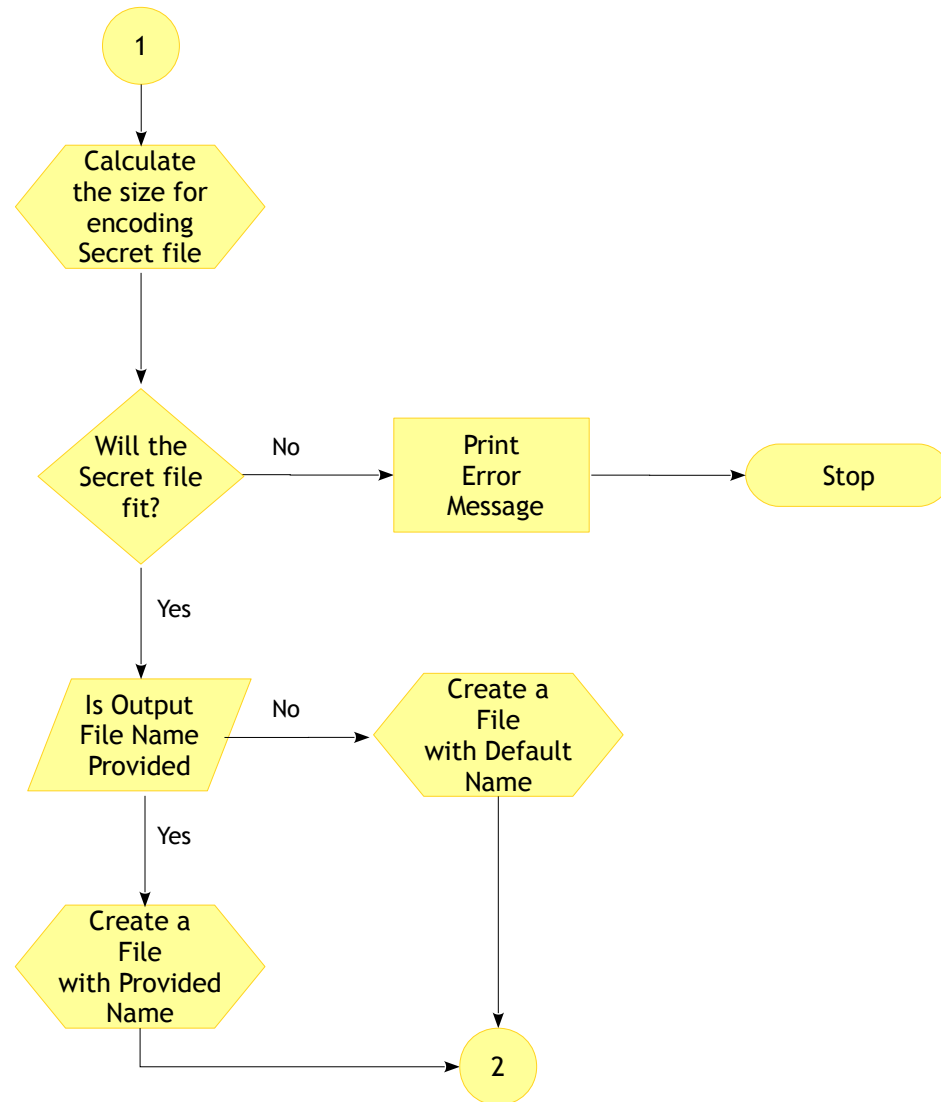 1
Calculate
the size for
encoding
Secret file
Will the
Secret file
fit?
No
Print
Error
Message
Stop
Yes
Is Output
File Name
Provided
No
Create a
File
with Default
Name
Yes
Create a
File
with Provided
Name
2